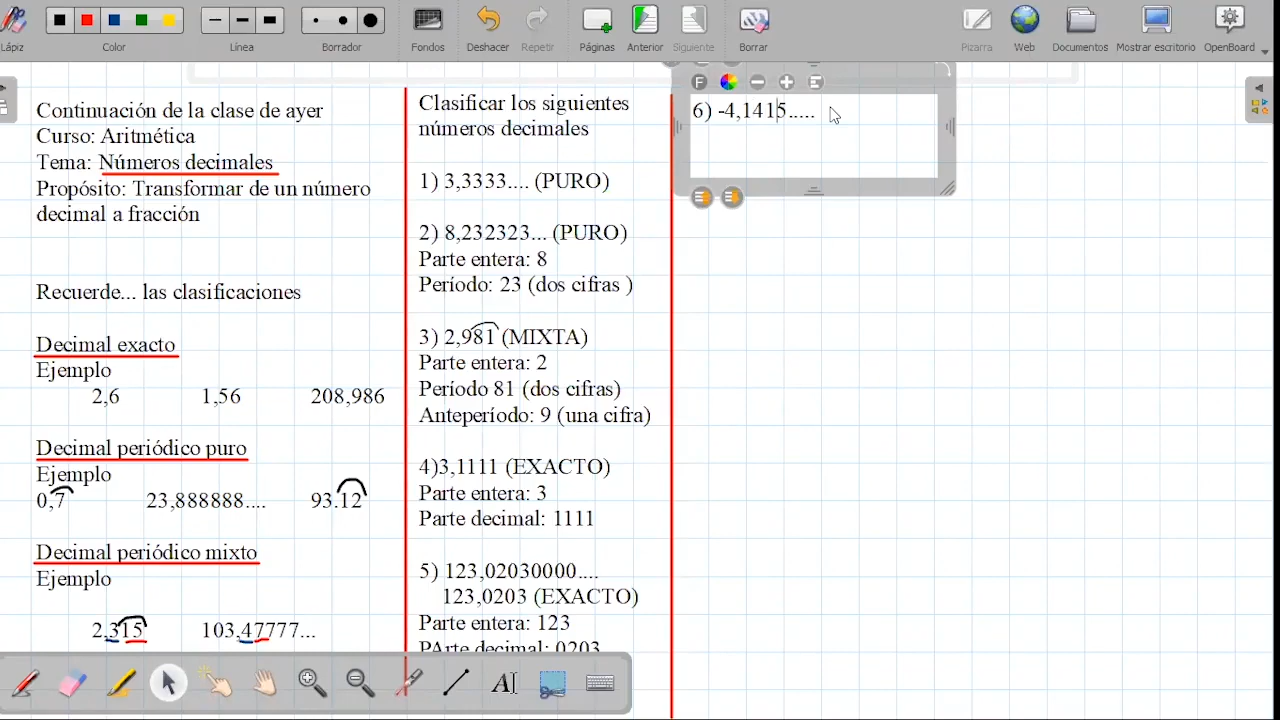 Lápiz
Color
Línea
Borrador
Fondos
Deshacer
Repetir
Páginas
Anterior
Siguiente
Borrar
Pizarra
Web
Documentos
Mostrar escritorio
OpenBoard
Continuación de la clase de ayer
Curso: Aritmética
Tema: Números decimales
Propósito: Transformar de un número
decimal a fracción
Recuerde... las clasificaciones
Decimal exacto
Ejemplo
2,6 1,56 208,986
Decimal periódico puro
Ejemplo
0,7 23,888888.... 93.12
Decimal periódico mixto
Ejemplo
2,315 103,47777...
Clasificar los siguientes
números decimales
1) 3,3333.... (PURO)
2) 8,232323... (PURO)
Parte entera: 8
Período: 23 (dos cifras )
3) 2,981 (MIXTA)
Parte entera: 2
Período 81 (dos cifras)
Anteperíodo: 9 (una cifra)
4)3,1111 (EXACTO)
Parte entera: 3
Parte decimal: 1111
5) 123,02030000....
123,0203 (EXACTO)
Parte entera: 123
PArte decimal: 0203
F
6) -4,1415.....
A